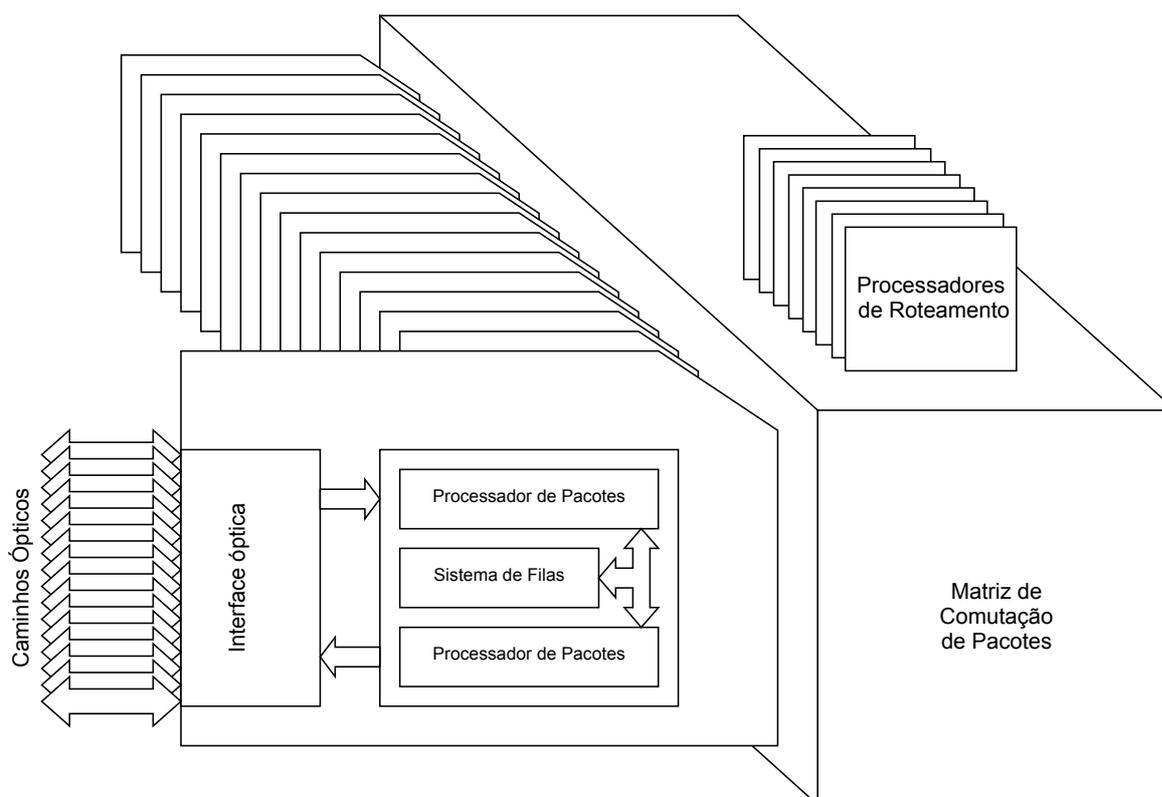 Processadores
de Roteamento
Caminhos Ópticos
Interface óptica
Processador de Pacotes
Sistema de Filas
Processador de Pacotes
Matriz de
Comutação
de Pacotes